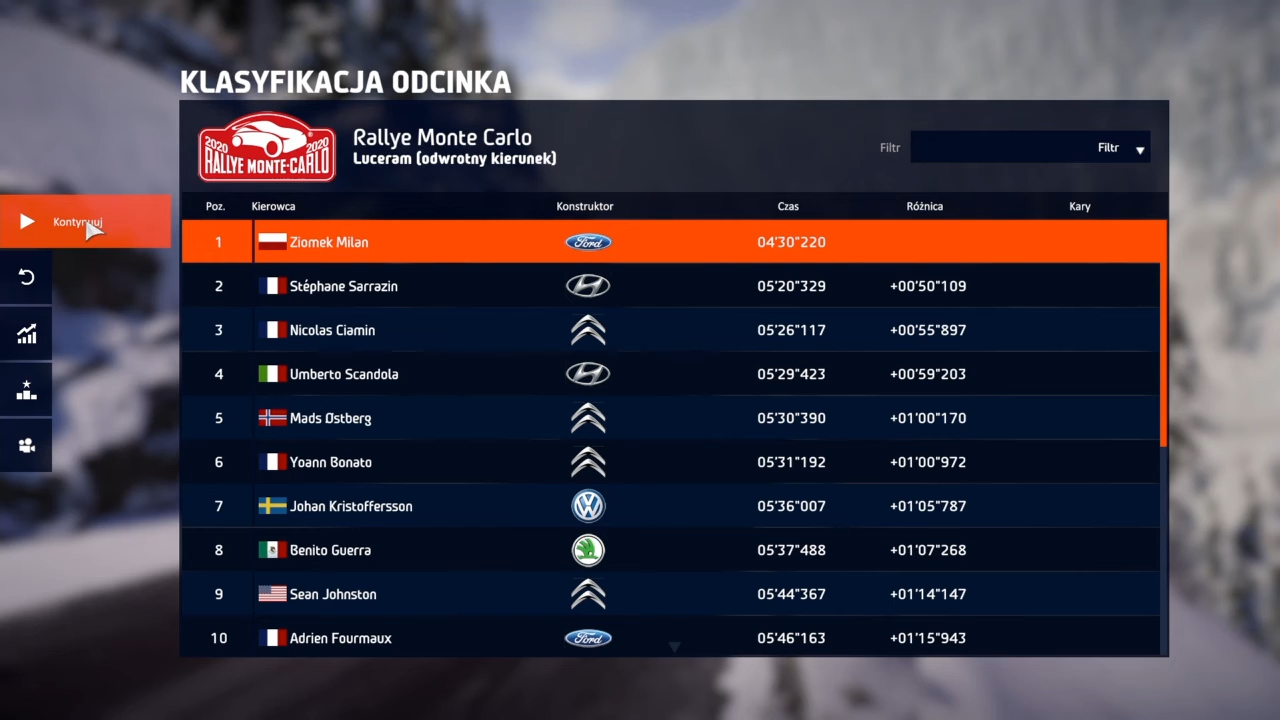 KLASYFIKACJA ODCINKA
2020 2020
RALLYE MONTE-CARLO
Rallye Monte Carlo
Luceram (odwrotny kierunek)
Filtr Filtr
Kontynuuj
Poz. Kierowca Konstruktor Czas Różnica Kary
1 Ziomek Milan Ford 04'30"220
2 Stéphane Sarrazin 05'20"329 +00'50"109
3 Nicolas Ciamin 05'26"117 +00'55"897
4 Umberto Scandola 05'29"423 +00'59"203
5 Mads Østberg 05'30"390 +01'00"170
6 Yoann Bonato 05'31"192 +01'00"972
7 Johan Kristoffersson 05'36"007 +01'05"787
8 Benito Guerra 05'37"488 +01'07"268
9 Sean Johnston 05'44"367 +01'14"147
10 Adrien Fourmaux Ford 05'46"163 +01'15"943